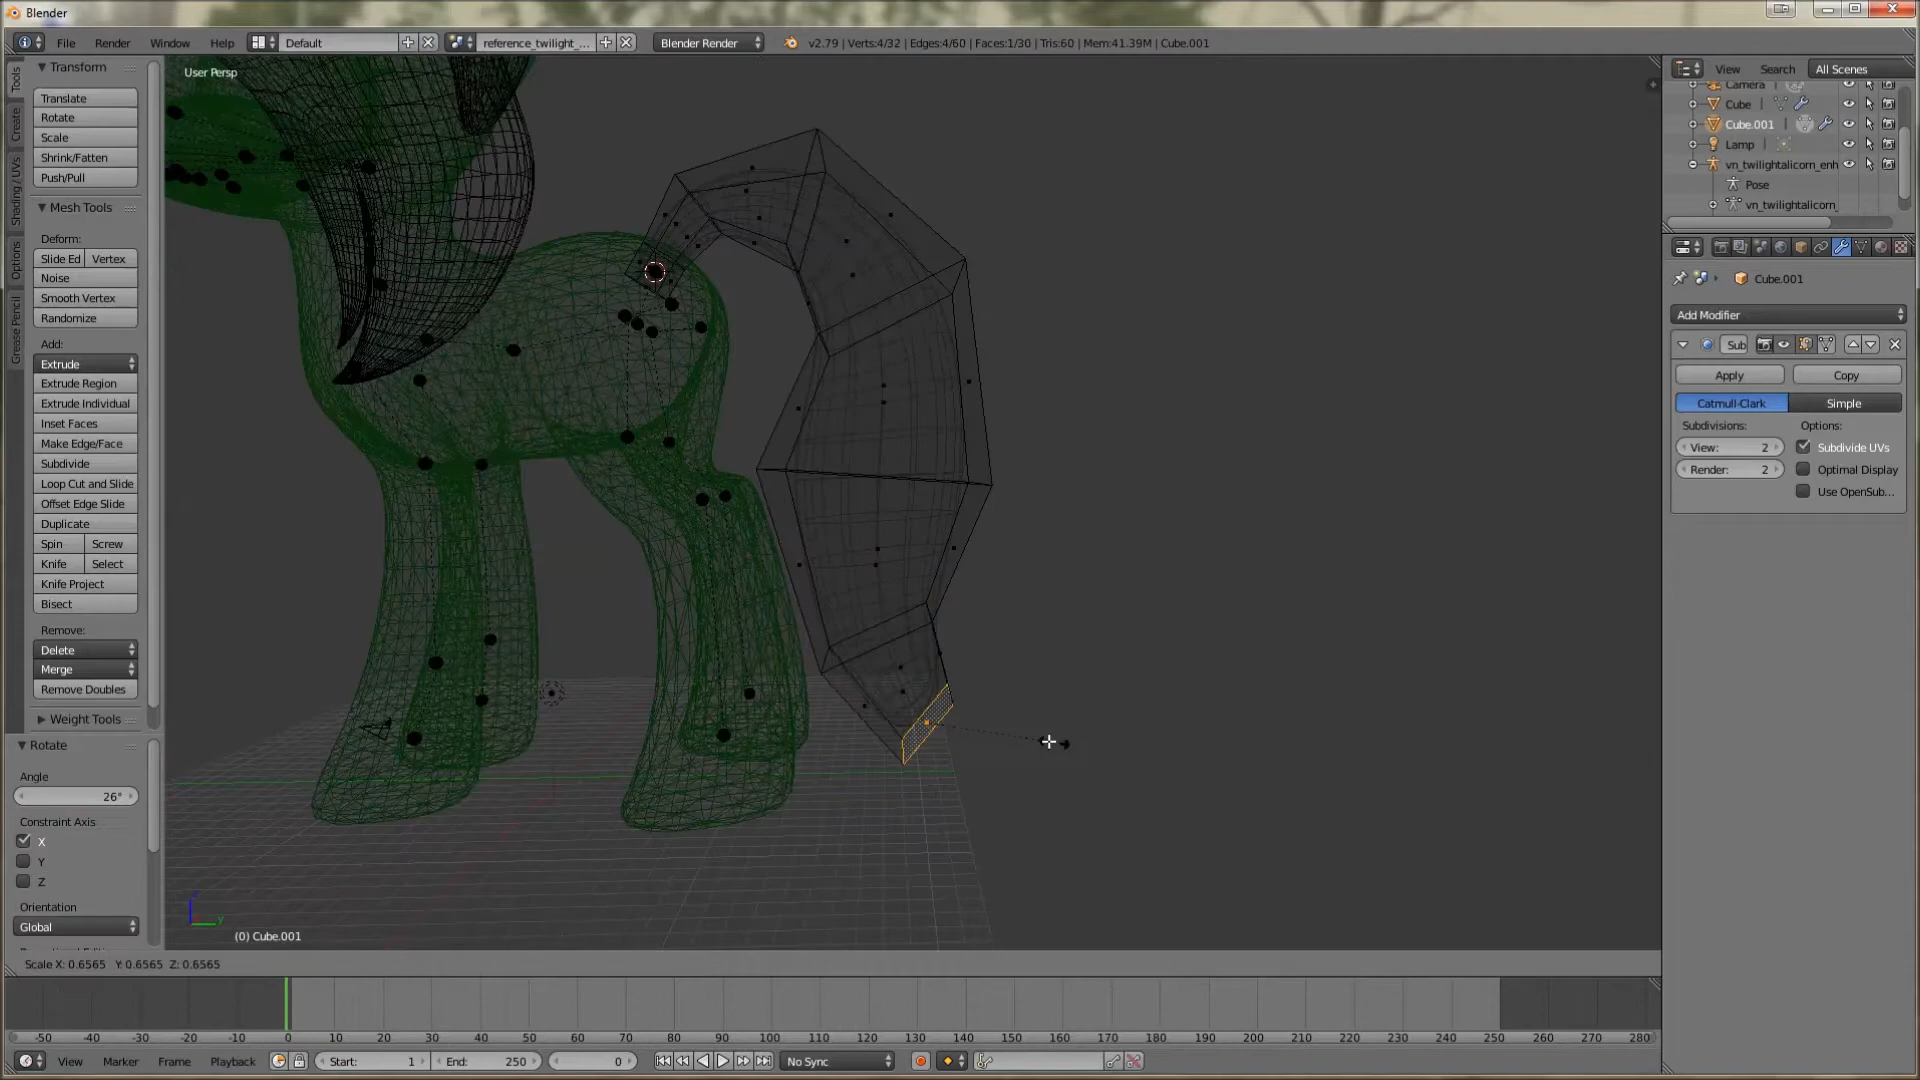 Blender
File Render Window Help Default reference_twilight_... Blender Render v2.79 | Verts:4/32 | Edges:4/60 | Faces:1/30 | Tris:60 | Mem:41.39M | Cube.001
Tools
Create
Shading / UVs
Options
Grease Pencil
Transform
Translate
Rotate
Scale
Shrink/Fatten
Push/Pull
Mesh Tools
Deform:
Slide Ed Vertex
Noise
Smooth Vertex
Randomize
Add:
Extrude
Extrude Region
Extrude Individual
Inset Faces
Make Edge/Face
Subdivide
Loop Cut and Slide
Offset Edge Slide
Duplicate
Spin Screw
Knife Select
Knife Project
Bisect
Remove:
Delete
Merge
Remove Doubles
Weight Tools
Rotate
Angle
26°
Constraint Axis
X
Y
Z
Orientation
Global
User Persp
y
(0) Cube.001
Scale X: 0.6565 Y: 0.6565 Z: 0.6565
View Search All Scenes
Camera
Cube
Cube.001
Lamp
vn_twilightalicorn_enh
Pose
vn_twilightalicorn_
Cube.001
Add Modifier
Sub
Apply Copy
Catmull-Clark Simple
Subdivisions: Options:
View: 2 Subdivide UVs
Render: 2 Optimal Display
Use OpenSub...
-50 -40 -30 -20 -10 0 10 20 30 40 50 60 70 80 90 100 110 120 130 140 150 160 170 180 190 200 210 220 230 240 250 260 270 280
View Marker Frame Playback Start: 1 End: 250 0 No Sync